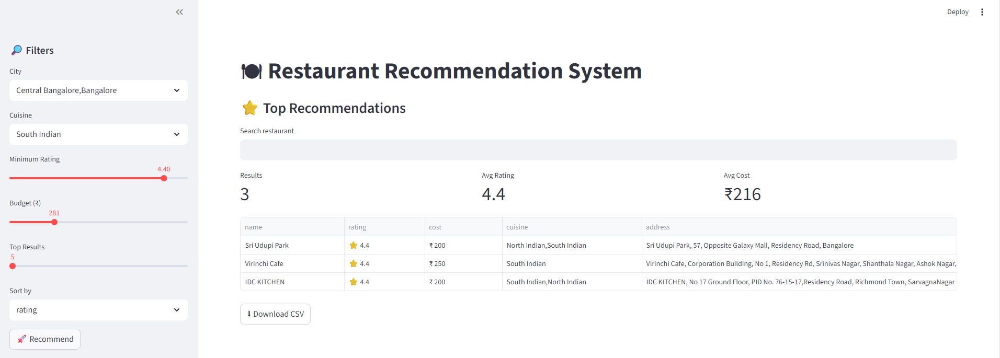 Deploy
Filters
City
Central Bangalore,Bangalore
Cuisine
South Indian
Minimum Rating
4.40
Budget (₹)
281
Top Results
5
Sort by
rating
Recommend
Restaurant Recommendation System
Top Recommendations
Search restaurant
Results Avg Rating Avg Cost
3 4.4 ₹216
name rating cost cuisine address
Sri Udupi Park 4.4 ₹ 200 North Indian,South Indian Sri Udupi Park, 57, Opposite Galaxy Mall, Residency Road, Bangalore
Virinchi Cafe 4.4 ₹ 250 South Indian Virinchi Cafe, Corporation Building, No 1, Residency Rd, Srinivas Nagar, Shanthala Nagar, Ashok Nagar,
IDC KITCHEN 4.4 ₹ 200 South Indian,North Indian IDC KITCHEN, No 17 Ground Floor, PID No. 76-15-17,Residency Road, Richmond Town, SarvagnaNagar
⬇ Download CSV